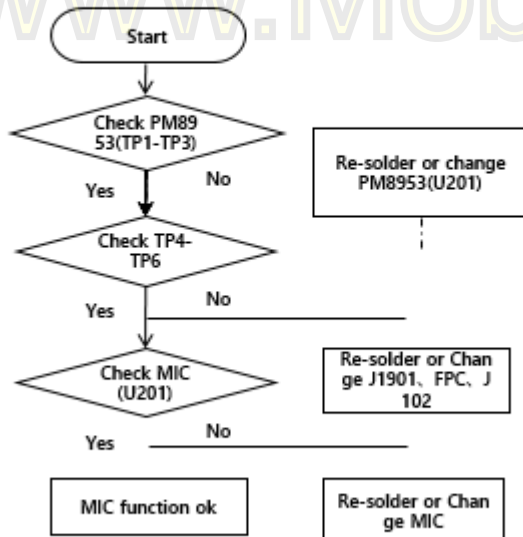 www.Mob
Start
Check PM89
53(TP1-TP3)
Yes
No
Re-solder or change
PM8953(U201)
Check TP4-
TP6
Yes
No
Check MIC
(U201)
Re-solder or Chan
ge J1901、FPC、J
102
Yes
No
MIC function ok
Re-solder or Chan
ge MIC